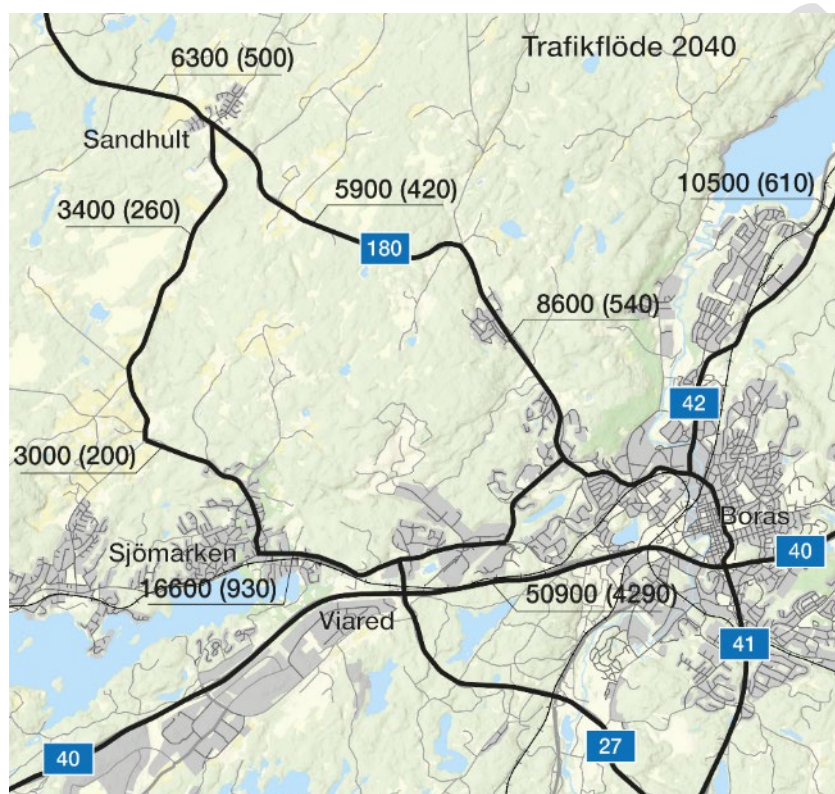 6300 (500)
Trafikflöde 2040
Sandhult
10500 (610)
5900 (420)
3400 (260)
180
8600 (540)
42
3000 (200)
Borås
Sjömarken
40
16600 (930)
50900 (4290)
Viared
41
27
40